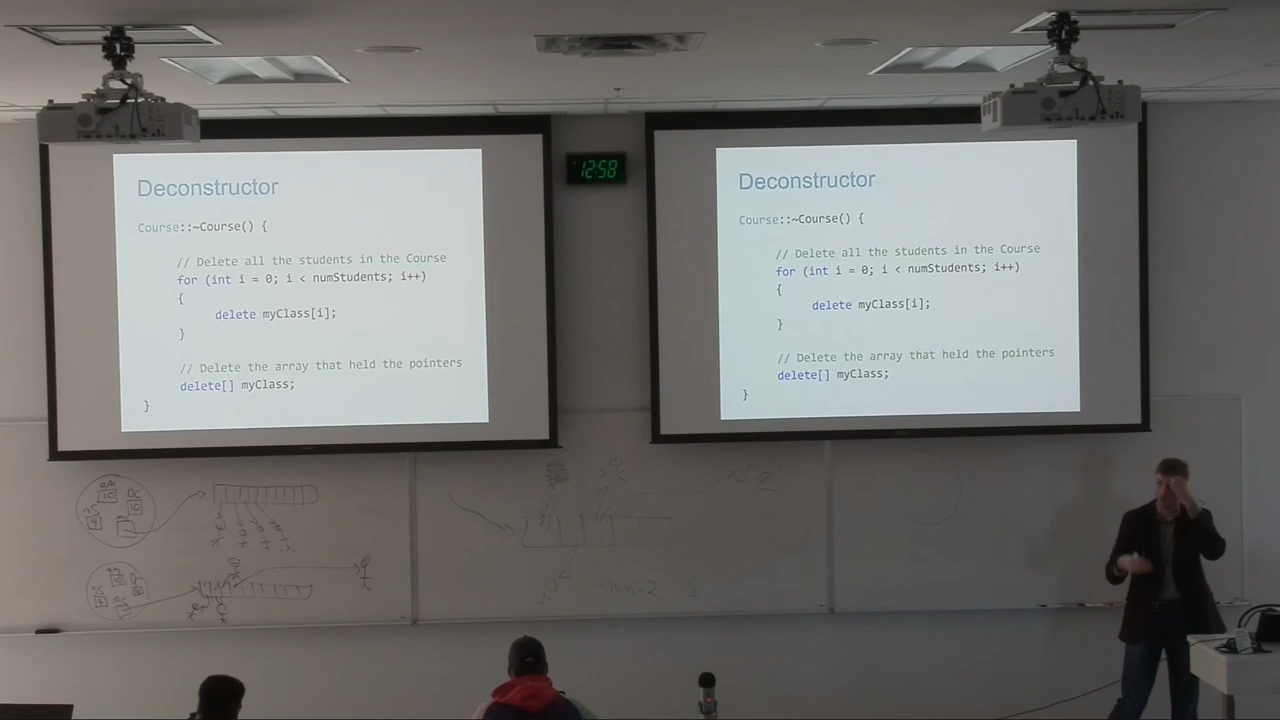 Deconstructor
Course::~Course() {
// Delete all the students in the Course
for (int i = 0; i < numStudents; i++)
{
delete myClass[i];
}
// Delete the array that held the pointers
delete[] myClass;
}
12:58
Deconstructor
Course::~Course() {
// Delete all the students in the Course
for (int i = 0; i < numStudents; i++)
{
delete myClass[i];
}
// Delete the array that held the pointers
delete[] myClass;
}